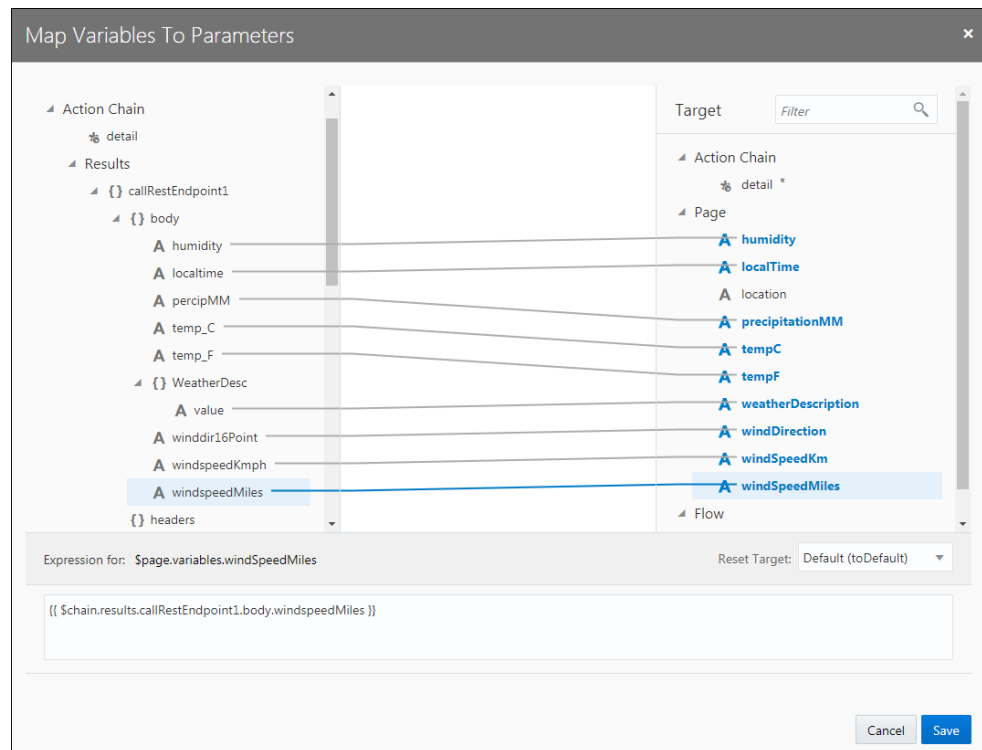 Map Variables To Parameters
×
Action Chain
detail
Results
{} callRestEndpoint1
{} body
A humidity
A localtime
A percipMM
A temp_C
A temp_F
{} WeatherDesc
A value
A winddir16Point
A windspeedKmph
A windspeedMiles
{} headers
Target Filter
Action Chain
detail *
Page
A humidity
A localTime
A location
A precipitationMM
A tempC
A tempF
A weatherDescription
A windDirection
A windSpeedKm
A windSpeedMiles
Flow
Expression for: $page.variables.windSpeedMiles Reset Target: Default (toDefault)
{{ $chain.results.callRestEndpoint1.body.windspeedMiles }}
Cancel Save